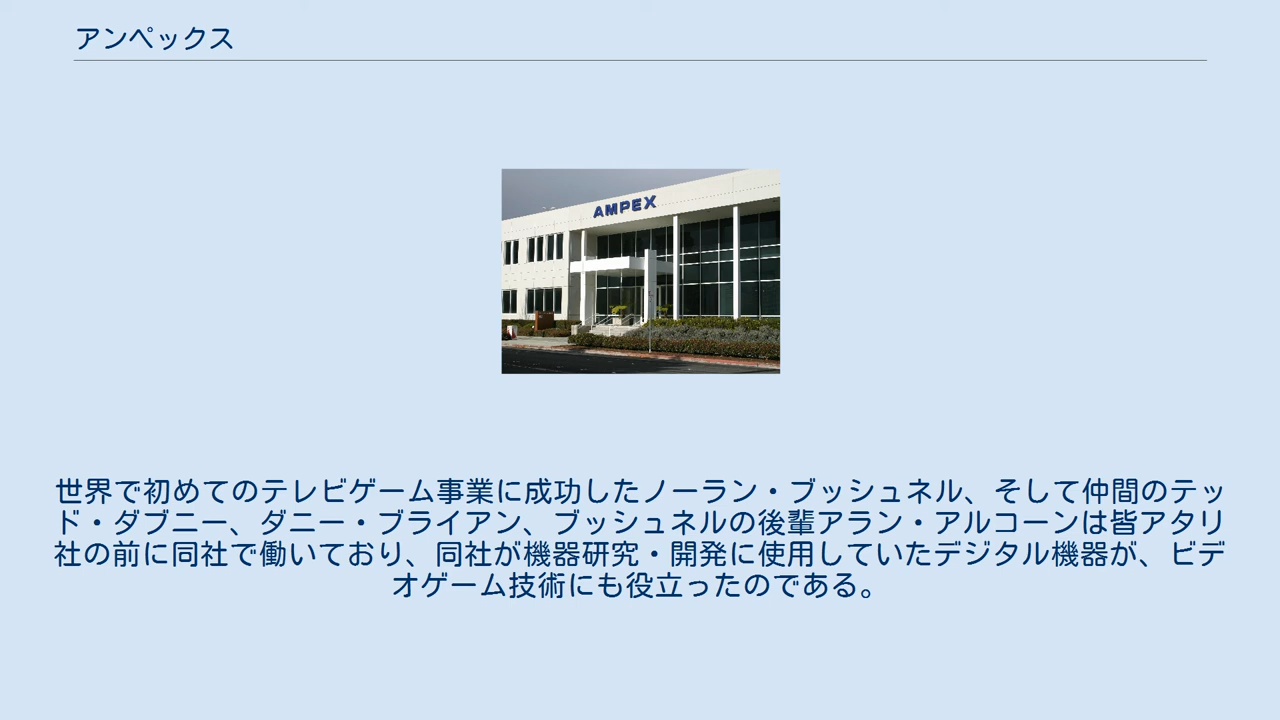 アンペックス
AMPEX
世界で初めてのテレビゲーム事業に成功したノーラン・ブッシュネル、そして仲間のテッ
ド・ダブニー、ダニー・ブライアン、ブッシュネルの後輩アラン・アルコーンは皆アタリ
社の前に同社で働いており、同社が機器研究・開発に使用していたデジタル機器が、ビデ
オゲーム技術にも役立ったのである。